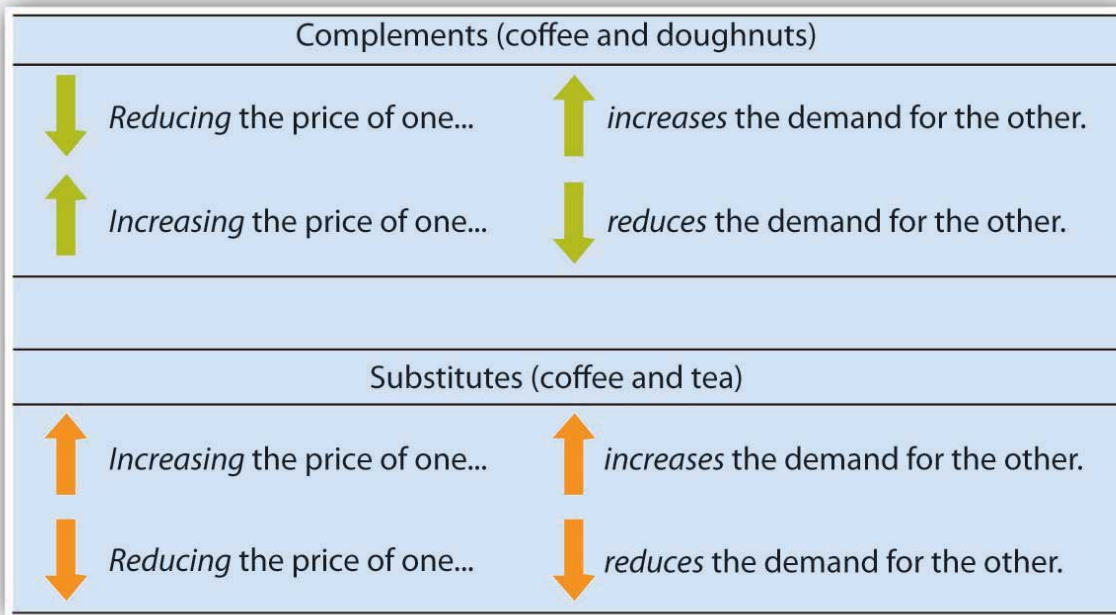 Complements (coffee and doughnuts)
Reducing the price of one... increases the demand for the other.
Increasing the price of one... reduces the demand for the other.
Substitutes (coffee and tea)
Increasing the price of one... increases the demand for the other.
Reducing the price of one... reduces the demand for the other.